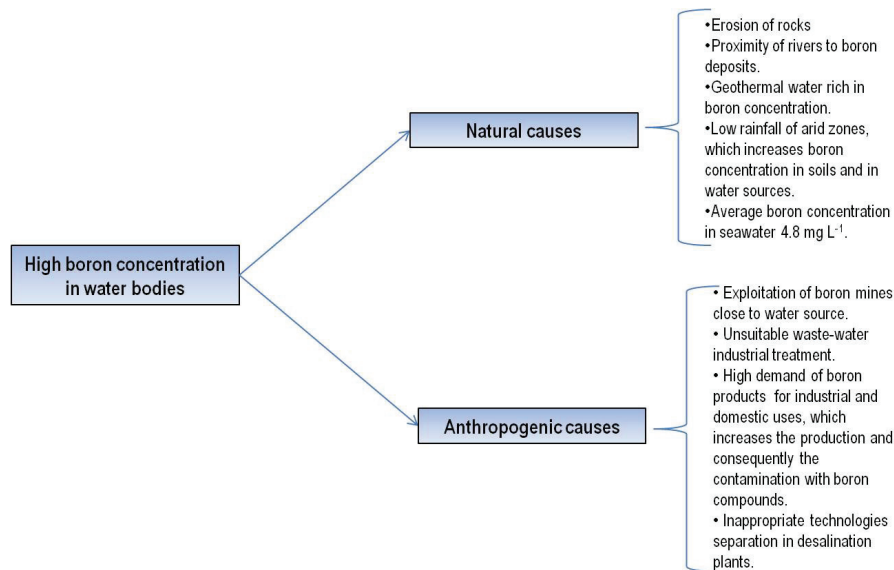 High boron concentration
in water bodies
Natural causes
•Erosion of rocks
•Proximity of rivers to boron
deposits.
•Geothermal water rich in
boron concentration.
•Low rainfall of arid zones,
which increases boron
concentration in soils and in
water sources.
•Average boron concentration
in seawater 4.8 mg L⁻¹.
Anthropogenic causes
• Exploitation of boron mines
close to water source.
• Unsuitable waste-water
industrial treatment.
• High demand of boron
products for industrial and
domestic uses, which
increases the production and
consequently the
contamination with boron
compounds.
• Inappropriate technologies
separation in desalination
plants.